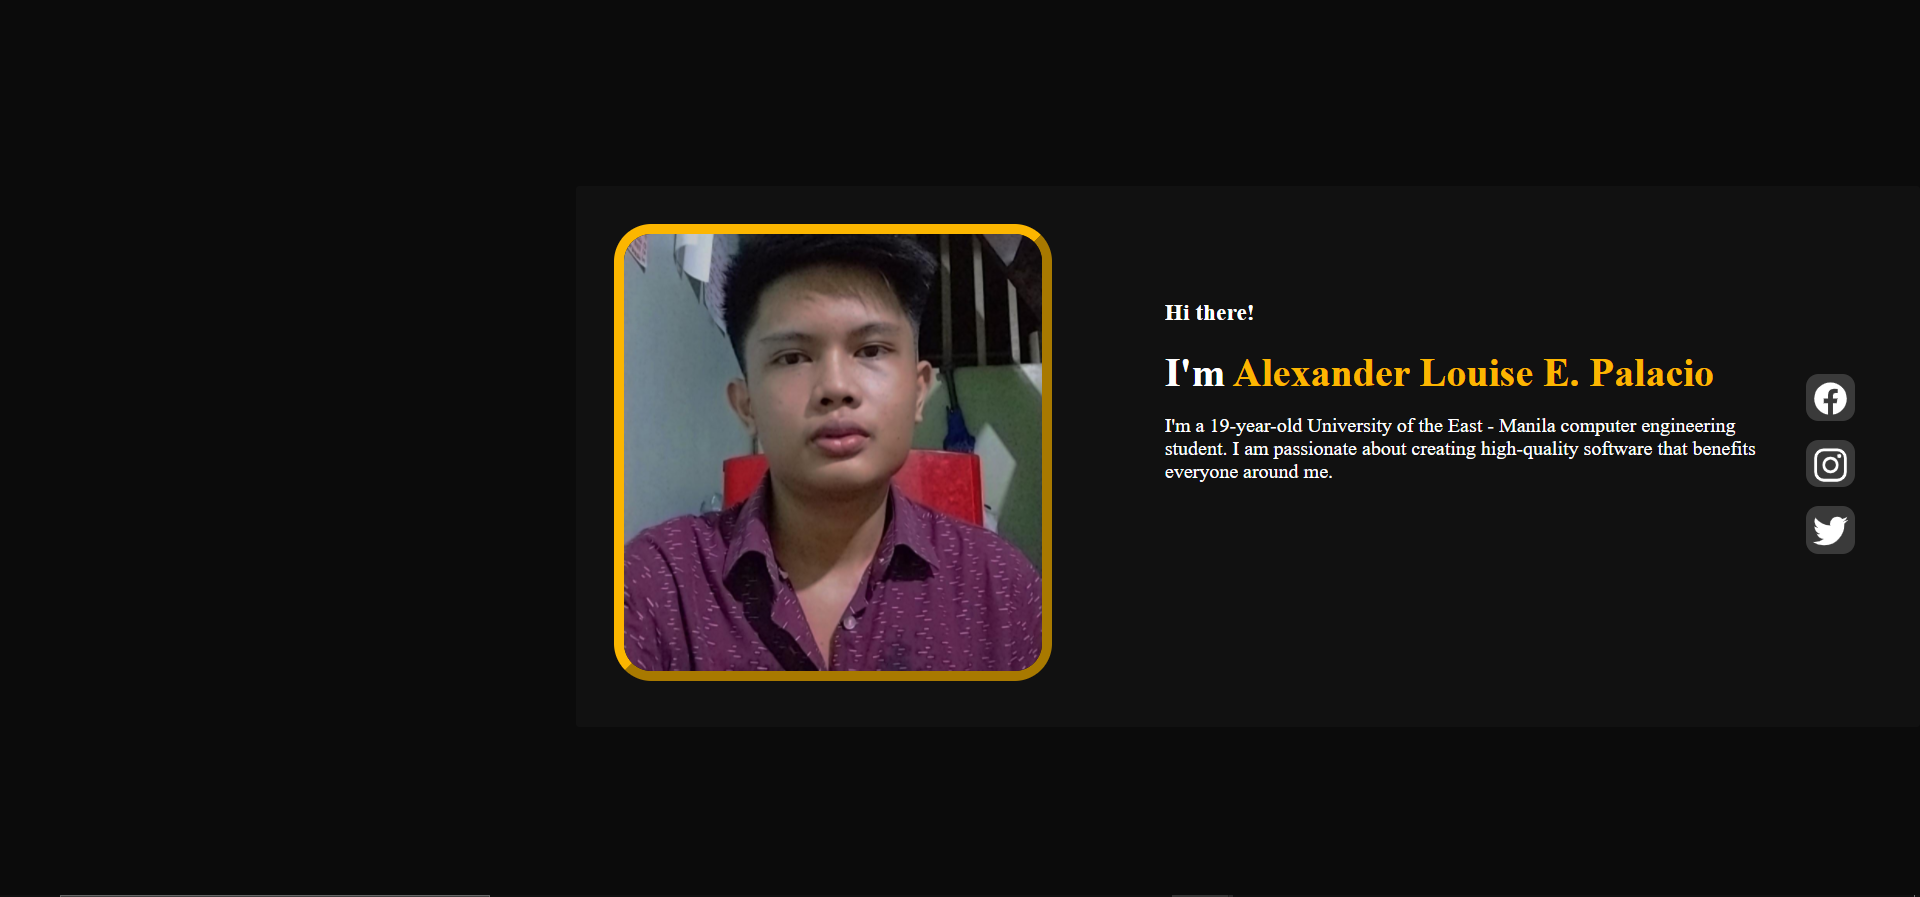 Hi there!
I'm Alexander Louise E. Palacio
I'm a 19-year-old University of the East - Manila computer engineering
student. I am passionate about creating high-quality software that benefits
everyone around me.